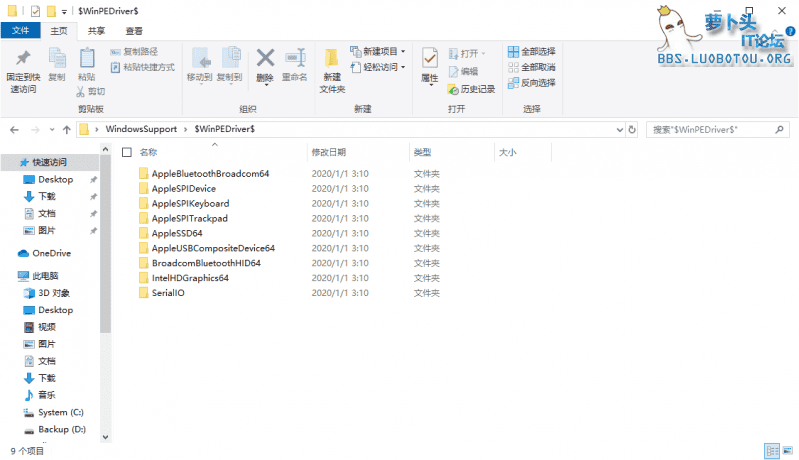 $WinPEDriver$
文件 主页 共享 查看
固定到快速访问
复制
粘贴
复制路径
粘贴快捷方式
剪切
移动到 复制到
删除 重命名
新建
文件夹
新建项目
轻松访问
属性
打开
编辑
历史记录
全部选择
全部取消
反向选择
剪贴板 组织 新建 打开 选择
萝卜头
IT论坛
BBS.LUOBOTOU.ORG
WindowsSupport > $WinPEDriver$
搜索"$WinPEDriver$"
名称 修改日期 类型 大小
AppleBluetoothBroadcom64 2020/1/1 3:10 文件夹
AppleSPIDevice 2020/1/1 3:10 文件夹
AppleSPIKeyboard 2020/1/1 3:10 文件夹
AppleSPITrackpad 2020/1/1 3:10 文件夹
AppleSSD64 2020/1/1 3:10 文件夹
AppleUSBCompositeDevice64 2020/1/1 3:10 文件夹
BroadcomBluetoothHID64 2020/1/1 3:10 文件夹
IntelHDGraphics64 2020/1/1 3:10 文件夹
SerialIO 2020/1/1 3:10 文件夹
快速访问
Desktop
下载
文档
图片
OneDrive
此电脑
3D 对象
Desktop
视频
图片
文档
下载
音乐
System (C:)
Backup (D:)
9 个项目